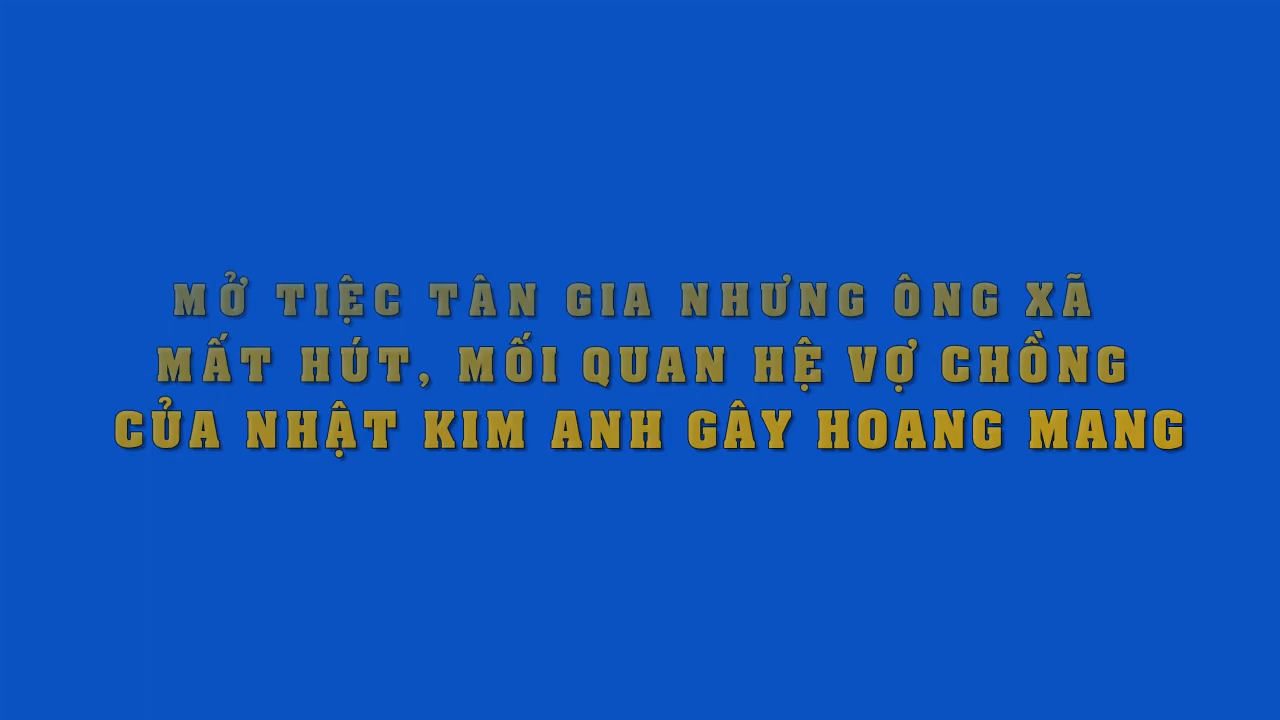 MỞ TIỆC TÂN GIA NHƯNG ÔNG XÃ
MẤT HÚT, MỐI QUAN HỆ VỢ CHỒNG
CỦA NHẬT KIM ANH GÂY HOANG MANG